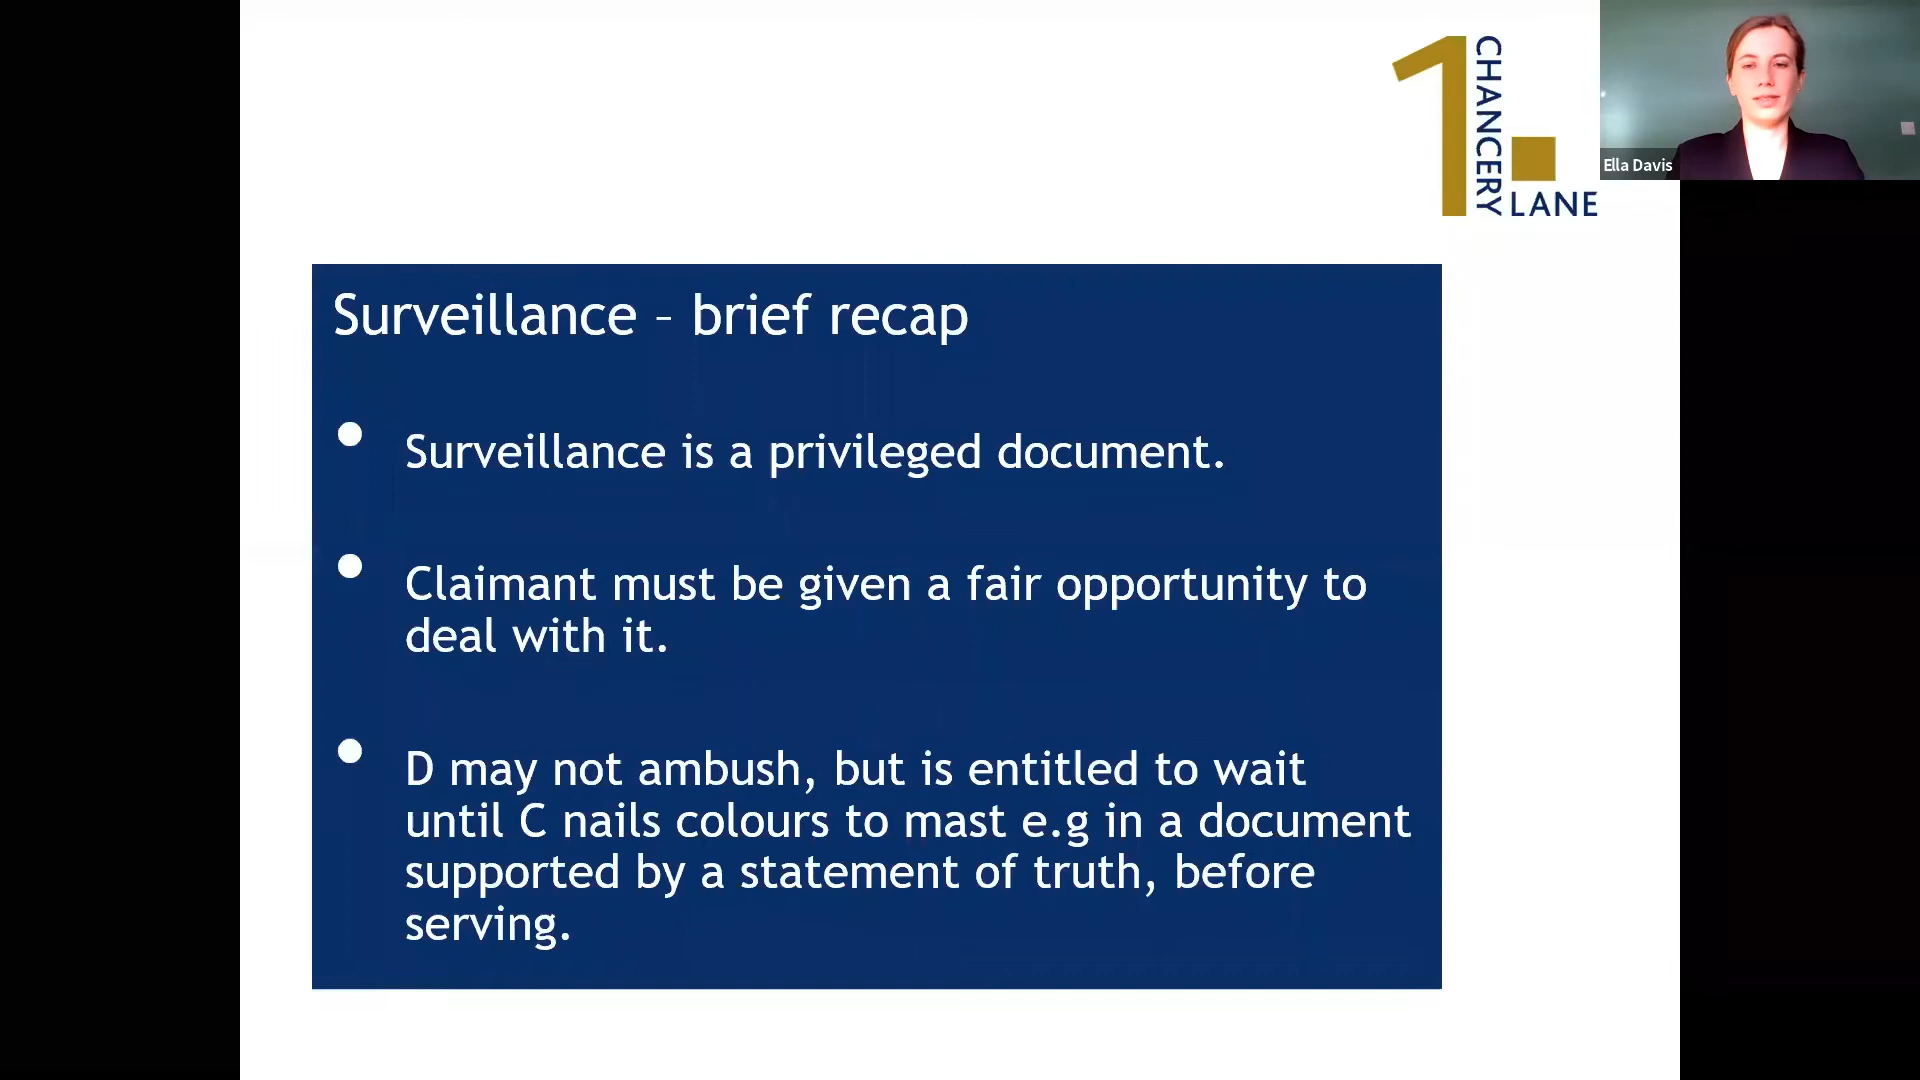 1 CHANCERY
LANE
Ella Davis
Surveillance – brief recap
• Surveillance is a privileged document.
• Claimant must be given a fair opportunity to
deal with it.
• D may not ambush, but is entitled to wait
until C nails colours to mast e.g in a document
supported by a statement of truth, before
serving.